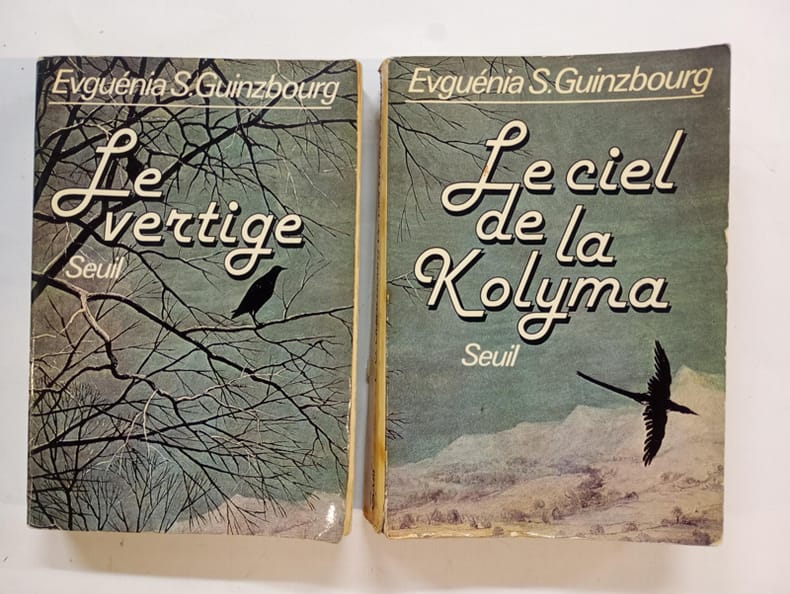 Evguénia S. Guinzbourg
Le
vertige
Seuil
Evguénia S. Guinzbourg
Le ciel
de la
Kolyma
Seuil